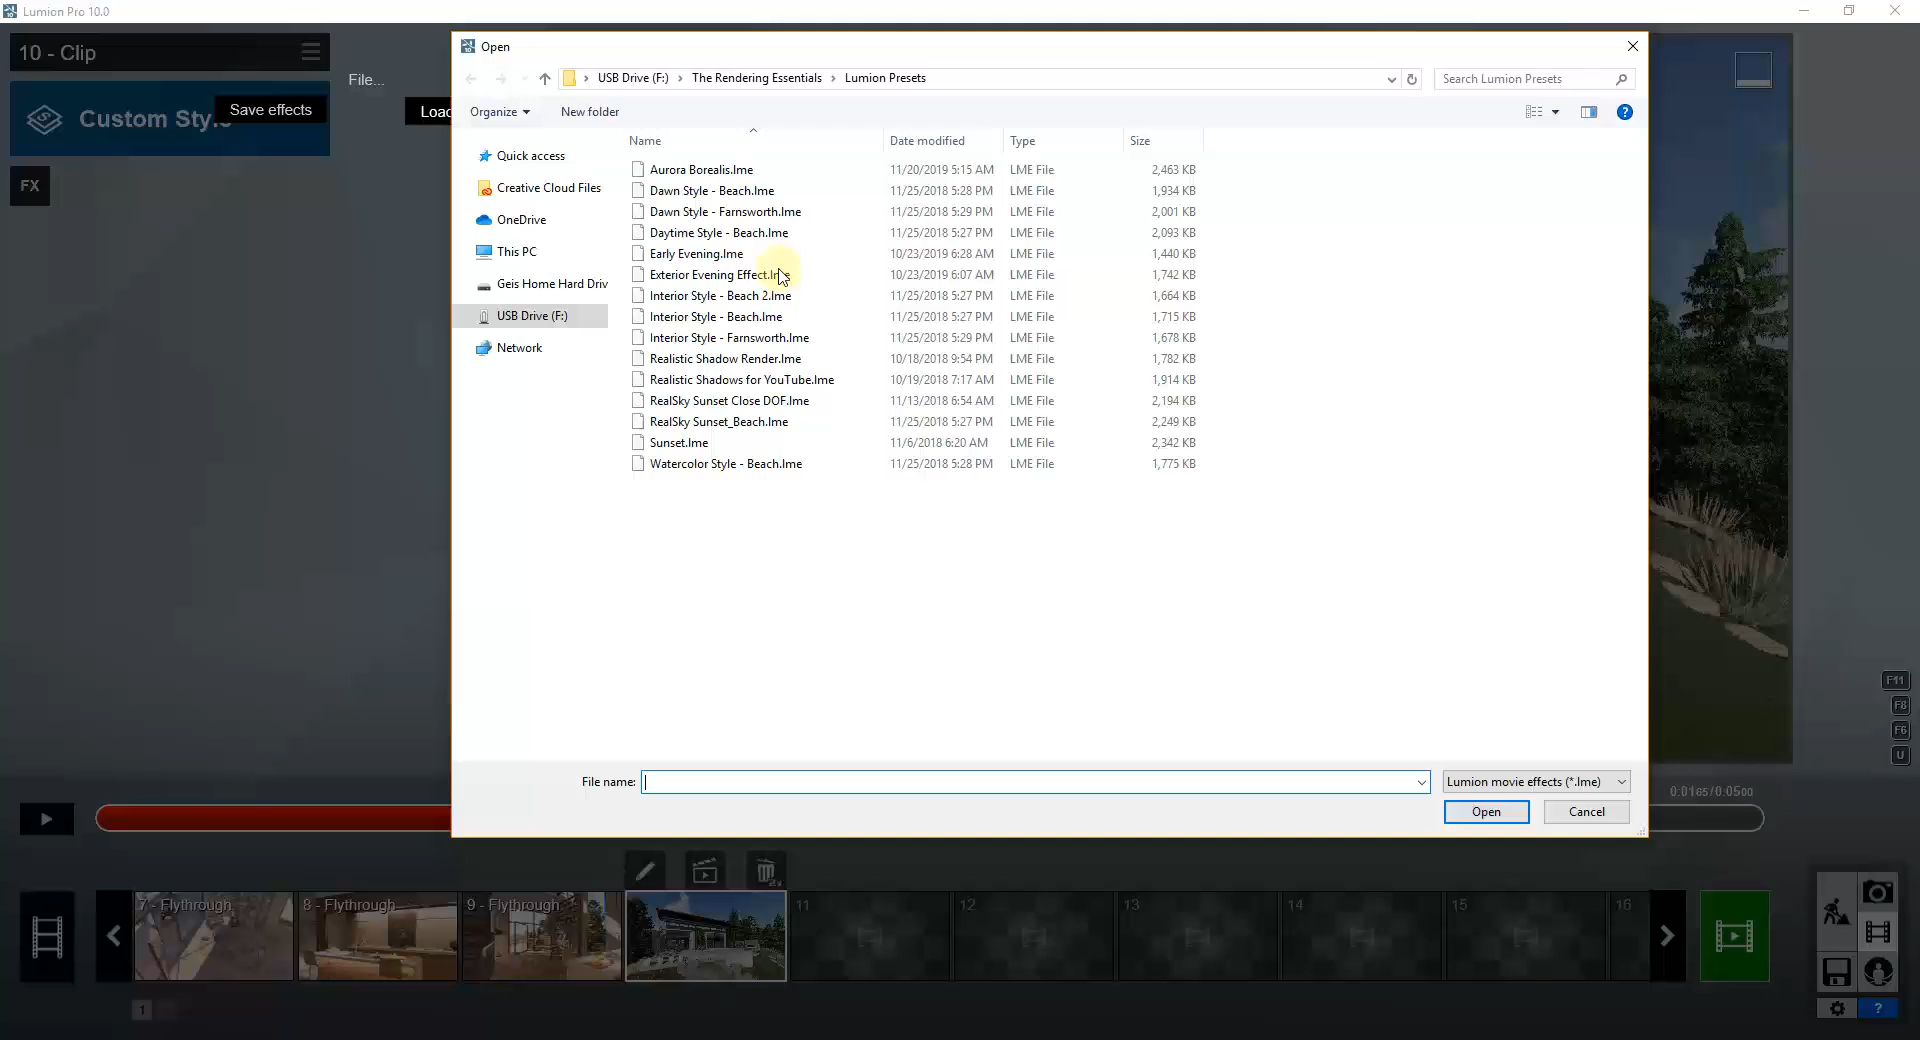 Lumion Pro 10.0
10 - Clip
File...
Custom Style
Save effects
Load
FX
Open
USB Drive (F:) > The Rendering Essentials > Lumion Presets
Search Lumion Presets
Organize
New folder
Name Date modified Type Size
Quick access
Creative Cloud Files
OneDrive
This PC
Geis Home Hard Driv
USB Drive (F:)
Network
Aurora Borealis.lme 11/20/2019 5:15 AM LME File 2,463 KB
Dawn Style - Beach.lme 11/25/2018 5:28 PM LME File 1,934 KB
Dawn Style - Farnsworth.lme 11/25/2018 5:29 PM LME File 2,001 KB
Daytime Style - Beach.lme 11/25/2018 5:27 PM LME File 2,093 KB
Early Evening.lme 10/23/2019 6:28 AM LME File 1,440 KB
Exterior Evening Effect.lme 10/23/2019 6:07 AM LME File 1,742 KB
Interior Style - Beach 2.lme 11/25/2018 5:27 PM LME File 1,664 KB
Interior Style - Beach.lme 11/25/2018 5:27 PM LME File 1,715 KB
Interior Style - Farnsworth.lme 11/25/2018 5:29 PM LME File 1,678 KB
Realistic Shadow Render.lme 10/18/2018 9:54 PM LME File 1,782 KB
Realistic Shadows for YouTube.lme 10/19/2018 7:17 AM LME File 1,914 KB
RealSky Sunset Close DOF.lme 11/13/2018 6:54 AM LME File 2,194 KB
RealSky Sunset_Beach.lme 11/25/2018 5:27 PM LME File 2,249 KB
Sunset.lme 11/6/2018 6:20 AM LME File 2,342 KB
Watercolor Style - Beach.lme 11/25/2018 5:28 PM LME File 1,775 KB
F11
F8
F6
U
File name:
Lumion movie effects (*.lme)
Open
Cancel
0:0165/0:0500
7 - Flythrough
8 - Flythrough
9 - Flythrough
11
12
13
14
15
16
1
?